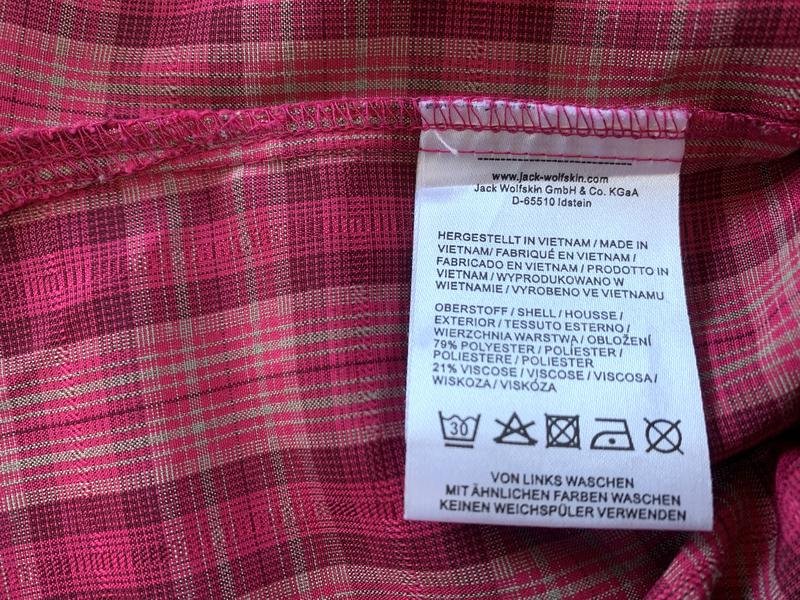 www.jack-wolfskin.com
Jack Wolfskin GmbH & Co. KGaA
D-65510 Idstein
HERGESTELLT IN VIETNAM / MADE IN
VIETNAM/ FABRIQUÉ EN VIETNAM /
FABRICADO EN VIETNAM / PRODOTTO IN
VIETNAM / WYPRODUKOWANO W
WIETNAMIE / VYROBENO VE VIETNAMU
OBERSTOFF / SHELL / HOUSSE /
EXTERIOR / TESSUTO ESTERNO /
WIERZCHNIA WARSTWA / OBLOŽENÍ
79% POLYESTER / POLIÉSTER /
POLIESTERE / POLIESTER
21% VISCOSE / VISCOSE / VISCOSA /
WISKOZA / VISKÓZA
30
VON LINKS WASCHEN
MIT ÄHNLICHEN FARBEN WASCHEN
KEINEN WEICHSPÜLER VERWENDEN